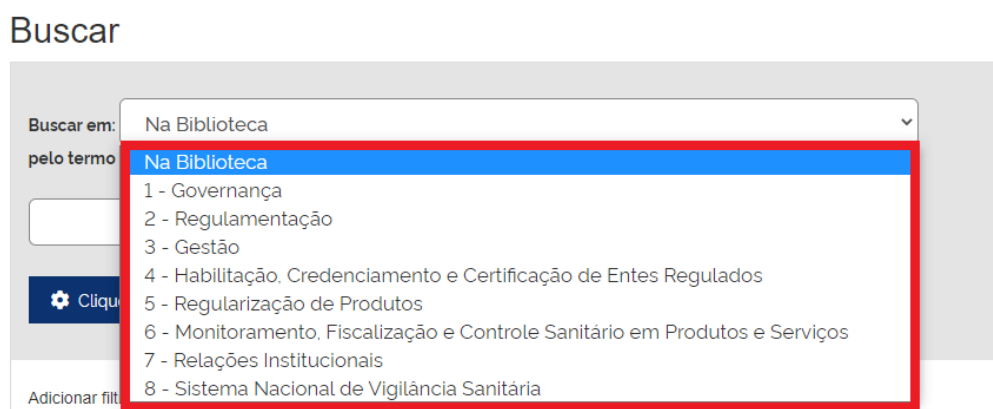 Buscar
Buscar em:
Na Biblioteca
pelo termo
Na Biblioteca
1 - Governança
2 - Regulamentação
3 - Gestão
4 - Habilitação, Credenciamento e Certificação de Entes Regulados
5 - Regularização de Produtos
6 - Monitoramento, Fiscalização e Controle Sanitário em Produtos e Serviços
7 - Relações Institucionais
8 - Sistema Nacional de Vigilância Sanitária
Adicionar